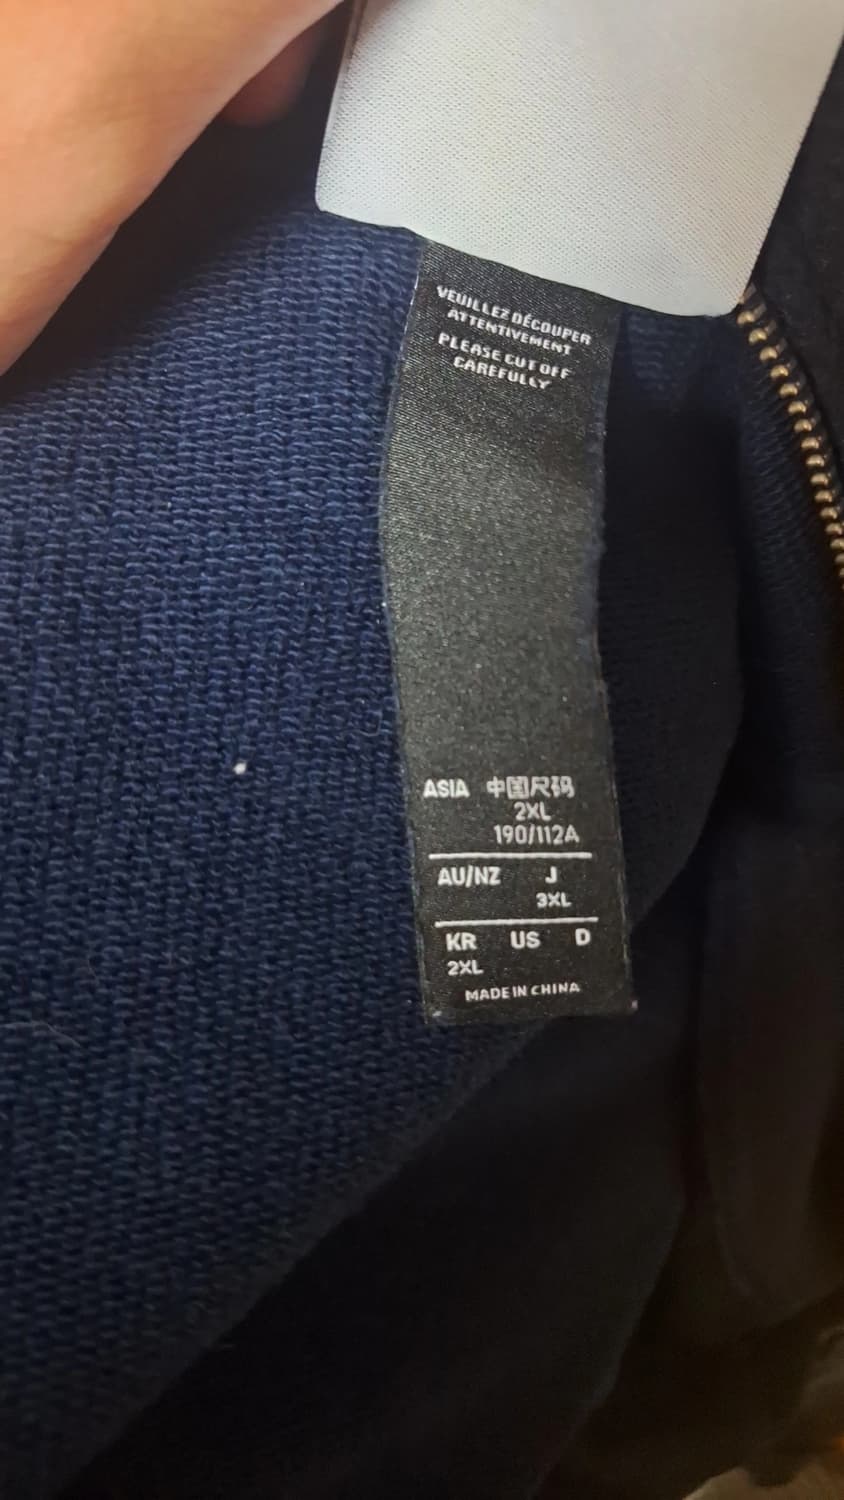 VEUILLEZ DÉCOUPER
ATTENTIVEMENT
PLEASE CUT OFF
CAREFULLY
ASIA 中国尺码
2XL
190/112A
AU/NZ J
3XL
KR US D
2XL
MADE IN CHINA